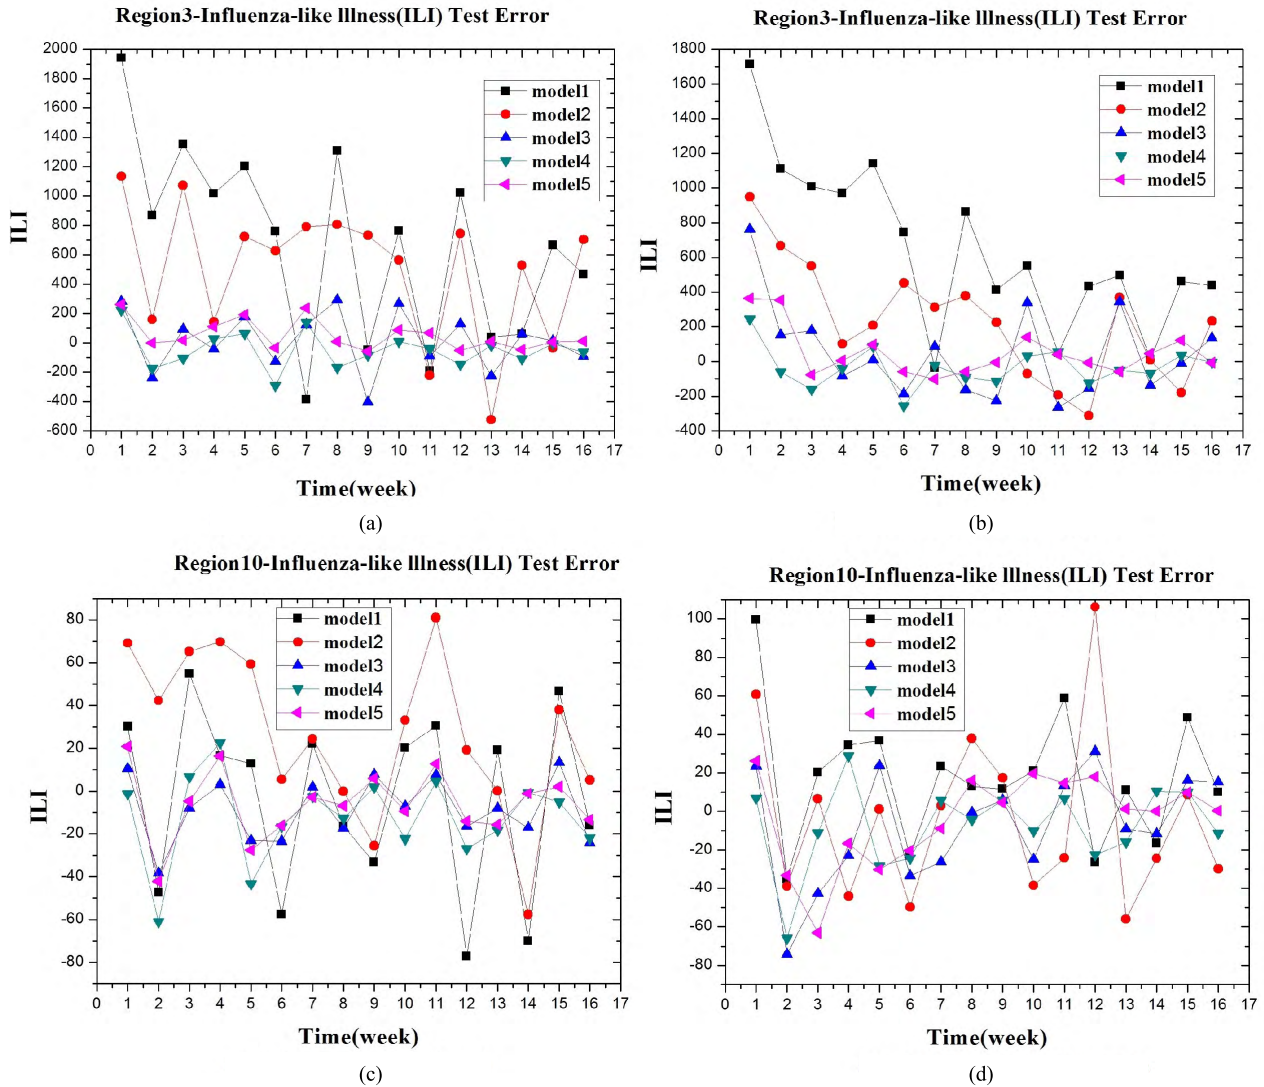 Region3-Influenza-like Illness(ILI) Test Error
2000
1800
1600
1400
1200
1000
800
600
400
200
0
-200
-400
-600
ILI
model1
model2
model3
model4
model5
0 1 2 3 4 5 6 7 8 9 10 11 12 13 14 15 16 17
Time(week)
(a)
Region3-Influenza-like Illness(ILI) Test Error
1800
1600
1400
1200
1000
800
600
400
200
0
-200
-400
ILI
model1
model2
model3
model4
model5
0 1 2 3 4 5 6 7 8 9 10 11 12 13 14 15 16 17
Time(week)
(b)
Region10-Influenza-like Illness(ILI) Test Error
80
60
40
20
0
-20
-40
-60
-80
ILI
model1
model2
model3
model4
model5
0 1 2 3 4 5 6 7 8 9 10 11 12 13 14 15 16 17
Time(week)
(c)
Region10-Influenza-like Illness(ILI) Test Error
100
80
60
40
20
0
-20
-40
-60
-80
ILI
model1
model2
model3
model4
model5
0 1 2 3 4 5 6 7 8 9 10 11 12 13 14 15 16 17
Time(week)
(d)